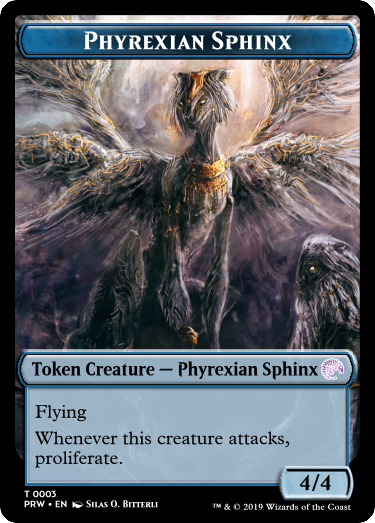 Phyrexian Sphinx
Token Creature — Phyrexian Sphinx
Flying
Whenever this creature attacks,
proliferate.
4/4
T 0003
PRW • EN Silas O. Bitterli
™ & © 2019 Wizards of the Coast